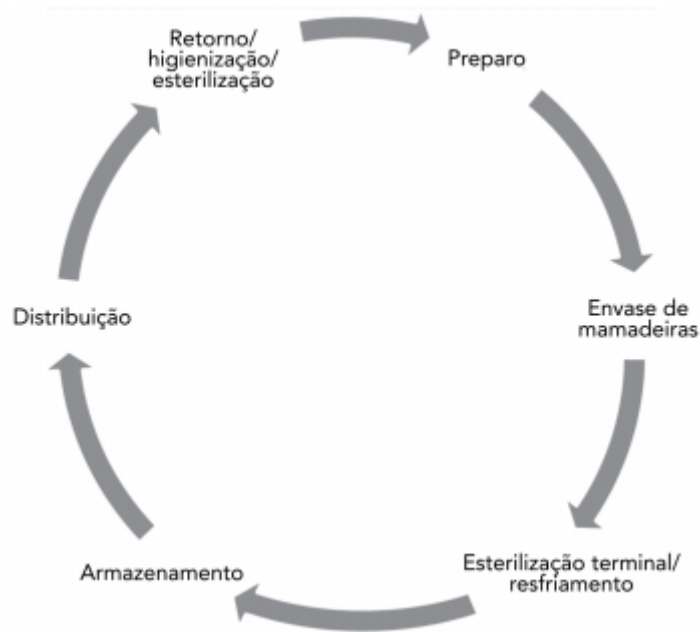 Retorno/
higienização/
esterilização
Preparo
Envase de
mamadeiras
Esterilização terminal/
resfriamento
Armazenamento
Distribuição